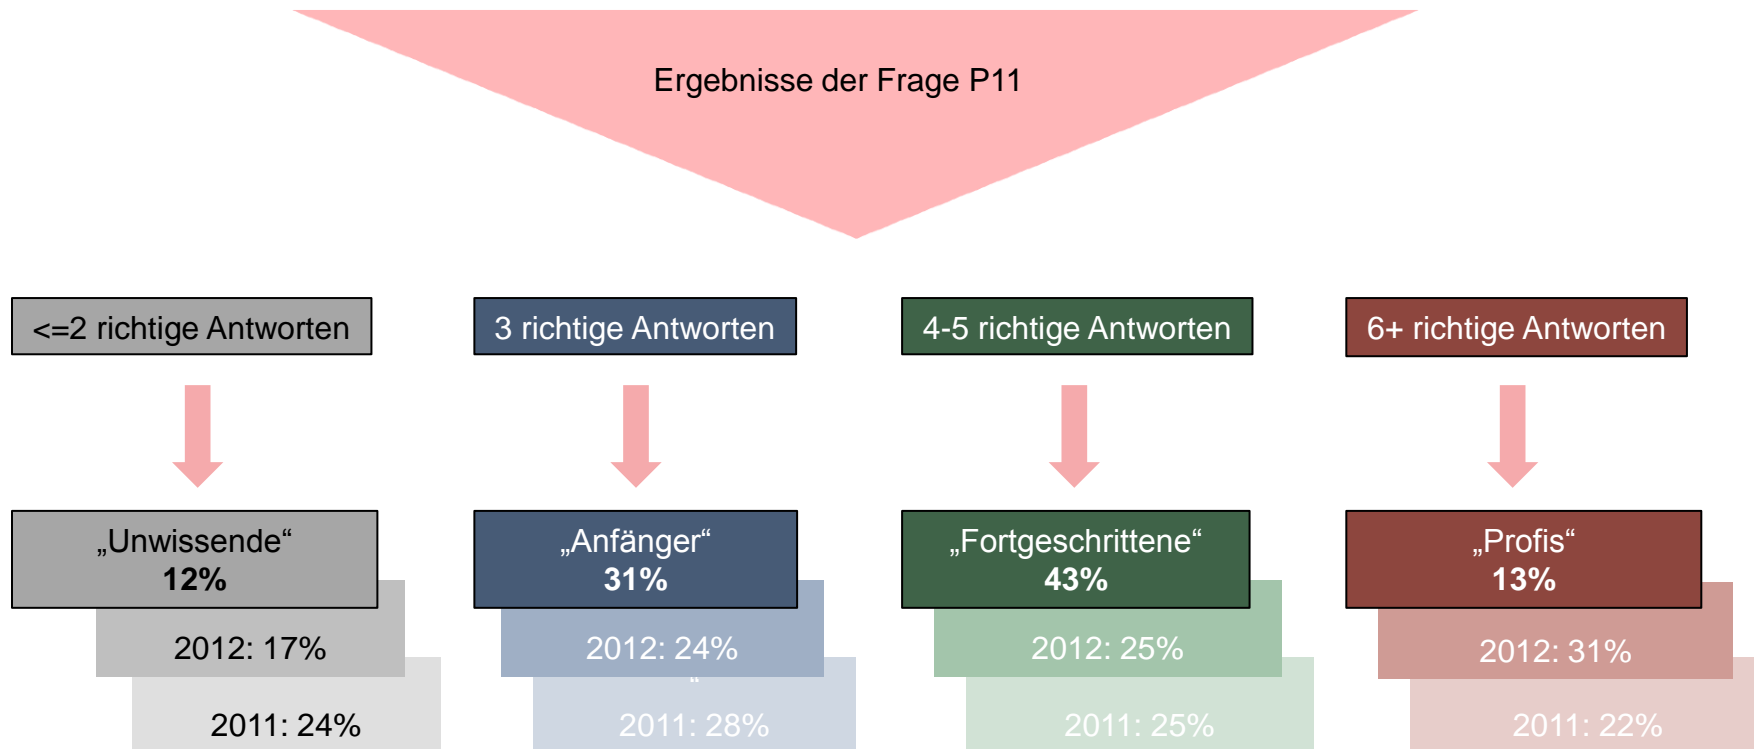 Ergebnisse der Frage P11
<=2 richtige Antworten
3 richtige Antworten
4-5 richtige Antworten
6+ richtige Antworten
„Unwissende“
12%
„Anfänger“
31%
„Fortgeschrittene“
43%
„Profis“
13%
2012: 17%
2012: 24%
2012: 25%
2012: 31%
“
2011: 24%
2011: 28%
2011: 25%
2011: 22%